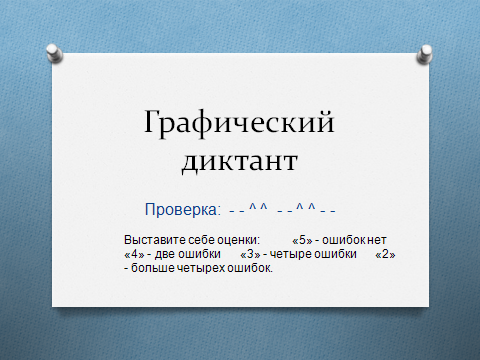 Графический
диктант
Проверка: - - ^ ^ - - ^ ^ - -
Выставите себе оценки: «5» - ошибок нет
«4» - две ошибки «3» - четыре ошибки «2»
- больше четырех ошибок.